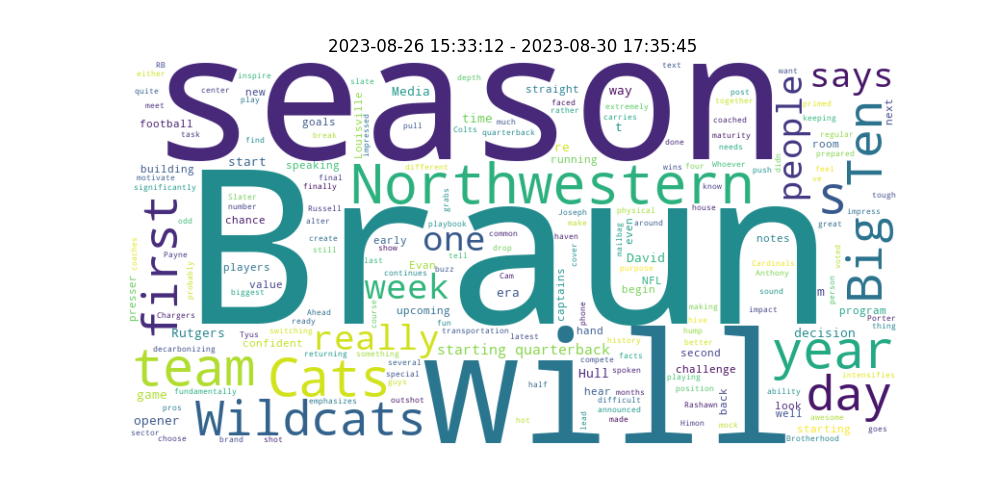 2023-08-26 15:33:12 - 2023-08-30 17:35:45
season
Braun
will
Northwestern
Wildcats
Cats
team
really
year
day
first
Big
Ten
s
says
people
one
week
RB
either
quite
meet
football
task
center
inspire
new
play
goals
find
slate
break
Louisville
impressed
Media
pull
depth
time
Colts
much
quarterback
straight
faced
rather
re
running
way
t
text
extremely
carries
done
post
together
coached
maturity
needs
want
didn
primed
keeping
regular
room
prepared
feel
ve
next
tough
building
motivate
significantly
start
speaking
different
final
finally
wins
four
Whoever
push
know
house
great
impress
Slater
number
chance
odd
Payne
Russell
alter
create
still
early
show
last
playbook
common
tell
drop
grabs
Joseph
make
haven
cover
physical
around
even
mailbag
David
NFL
purpose
begin
notes
Cardinals
Anthony
sound
person
voted
m
program
Porter
thing
presser
coaches
probably
players
value
biggest
Chargers
Evan
continues
buzz
Cam
era
captains
upcoming
course
fun
Ahead
ready
Tyus
Rutgers
switching
confident
decarbonizing
transportation
latest
hand
phone
making
hive
hump
better
impact
decision
starting quarterback
history
facts
compete
Hull
spoken
second
challenge
playing
position
intensifies
returning
something
several
special
guys
game
fundamentally
pros
opener
sector
choose
brand
shot
emphasizes
outshot
half
hot
hear
months
difficult
announced
made
lead
Rashawn
Himon
back
mock
ability
look
well
awesome
starting
goes
Brotherhood